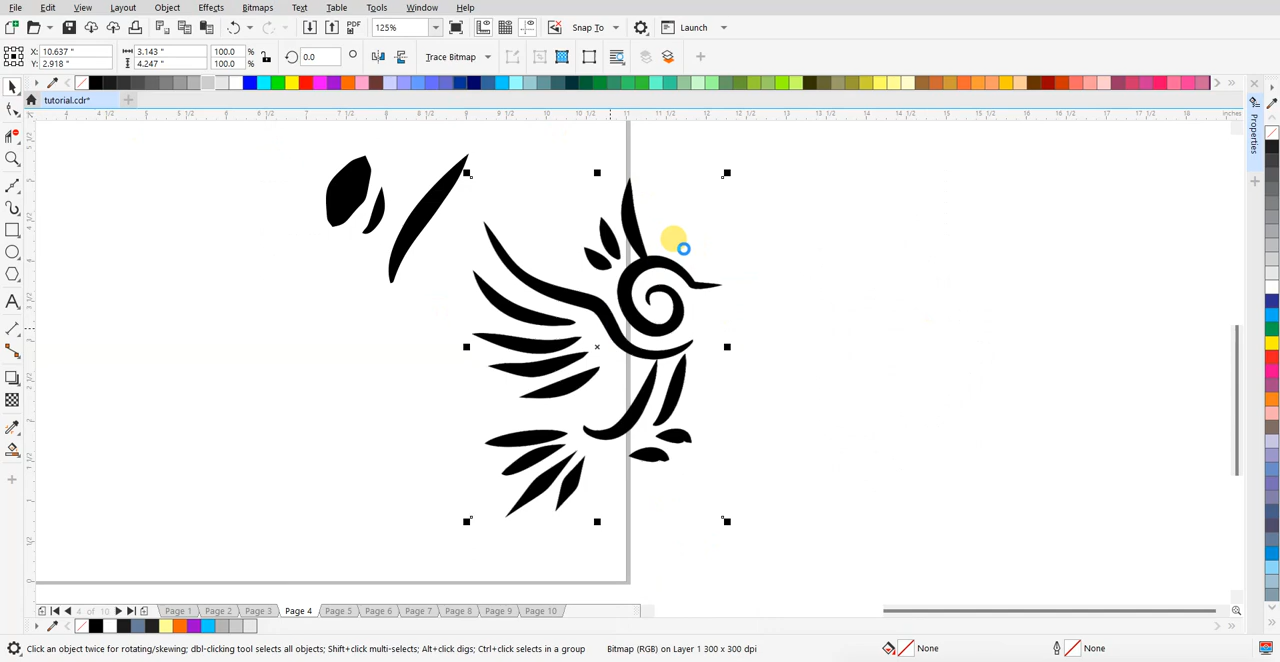 File Edit View Layout Object Effects Bitmaps Text Table Tools Window Help
PDF 125% Snap To Launch
X: 10.637 " 3.143 " 100.0 % 0.0 Trace Bitmap
Y: 2.918 " 4.247 " 100.0 %
tutorial.cdr*
inches
Properties
4 of 10 Page 1 Page 2 Page 3 Page 4 Page 5 Page 6 Page 7 Page 8 Page 9 Page 10
Click an object twice for rotating/skewing; dbl-clicking tool selects all objects; Shift+click multi-selects; Alt+click digs; Ctrl+click selects in a group Bitmap (RGB) on Layer 1 300 x 300 dpi None None